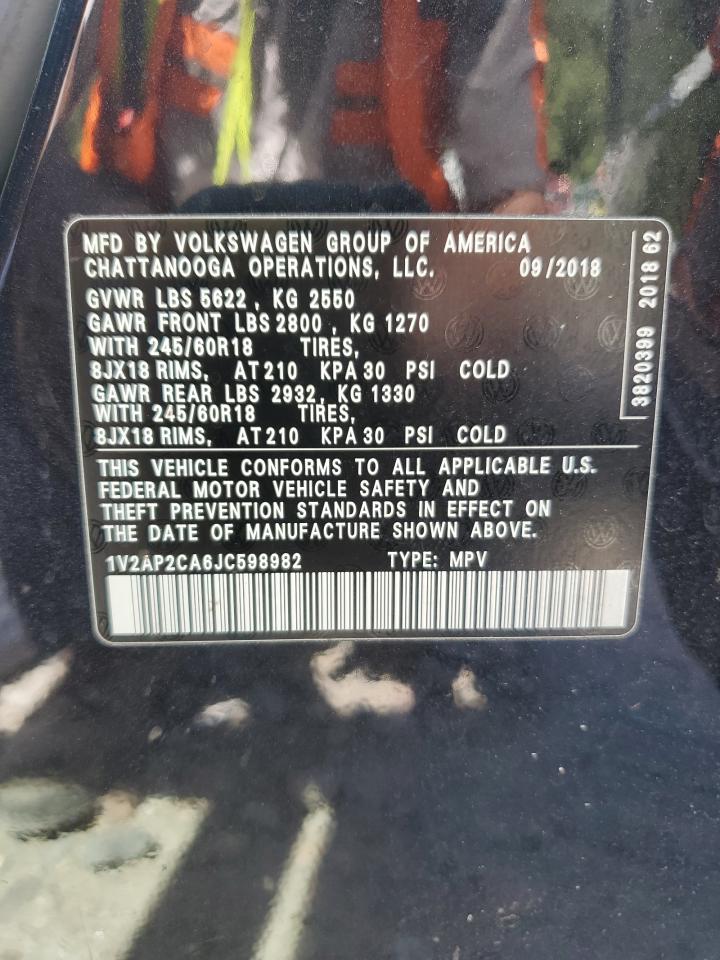 MFD BY VOLKSWAGEN GROUP OF AMERICA
CHATTANOOGA OPERATIONS, LLC. 09/2018
GVWR LBS 5622, KG 2550
GAWR FRONT LBS 2800, KG 1270
WITH 245/60R18 TIRES,
8JX18 RIMS, AT 210 KPA 30 PSI COLD
GAWR REAR LBS 2932, KG 1330
WITH 245/60R18 TIRES,
8JX18 RIMS, AT 210 KPA 30 PSI COLD
3820399 2018 62
THIS VEHICLE CONFORMS TO ALL APPLICABLE U.S.
FEDERAL MOTOR VEHICLE SAFETY AND
THEFT PREVENTION STANDARDS IN EFFECT ON
THE DATE OF MANUFACTURE SHOWN ABOVE.
1V2AP2CA6JC598982 TYPE: MPV